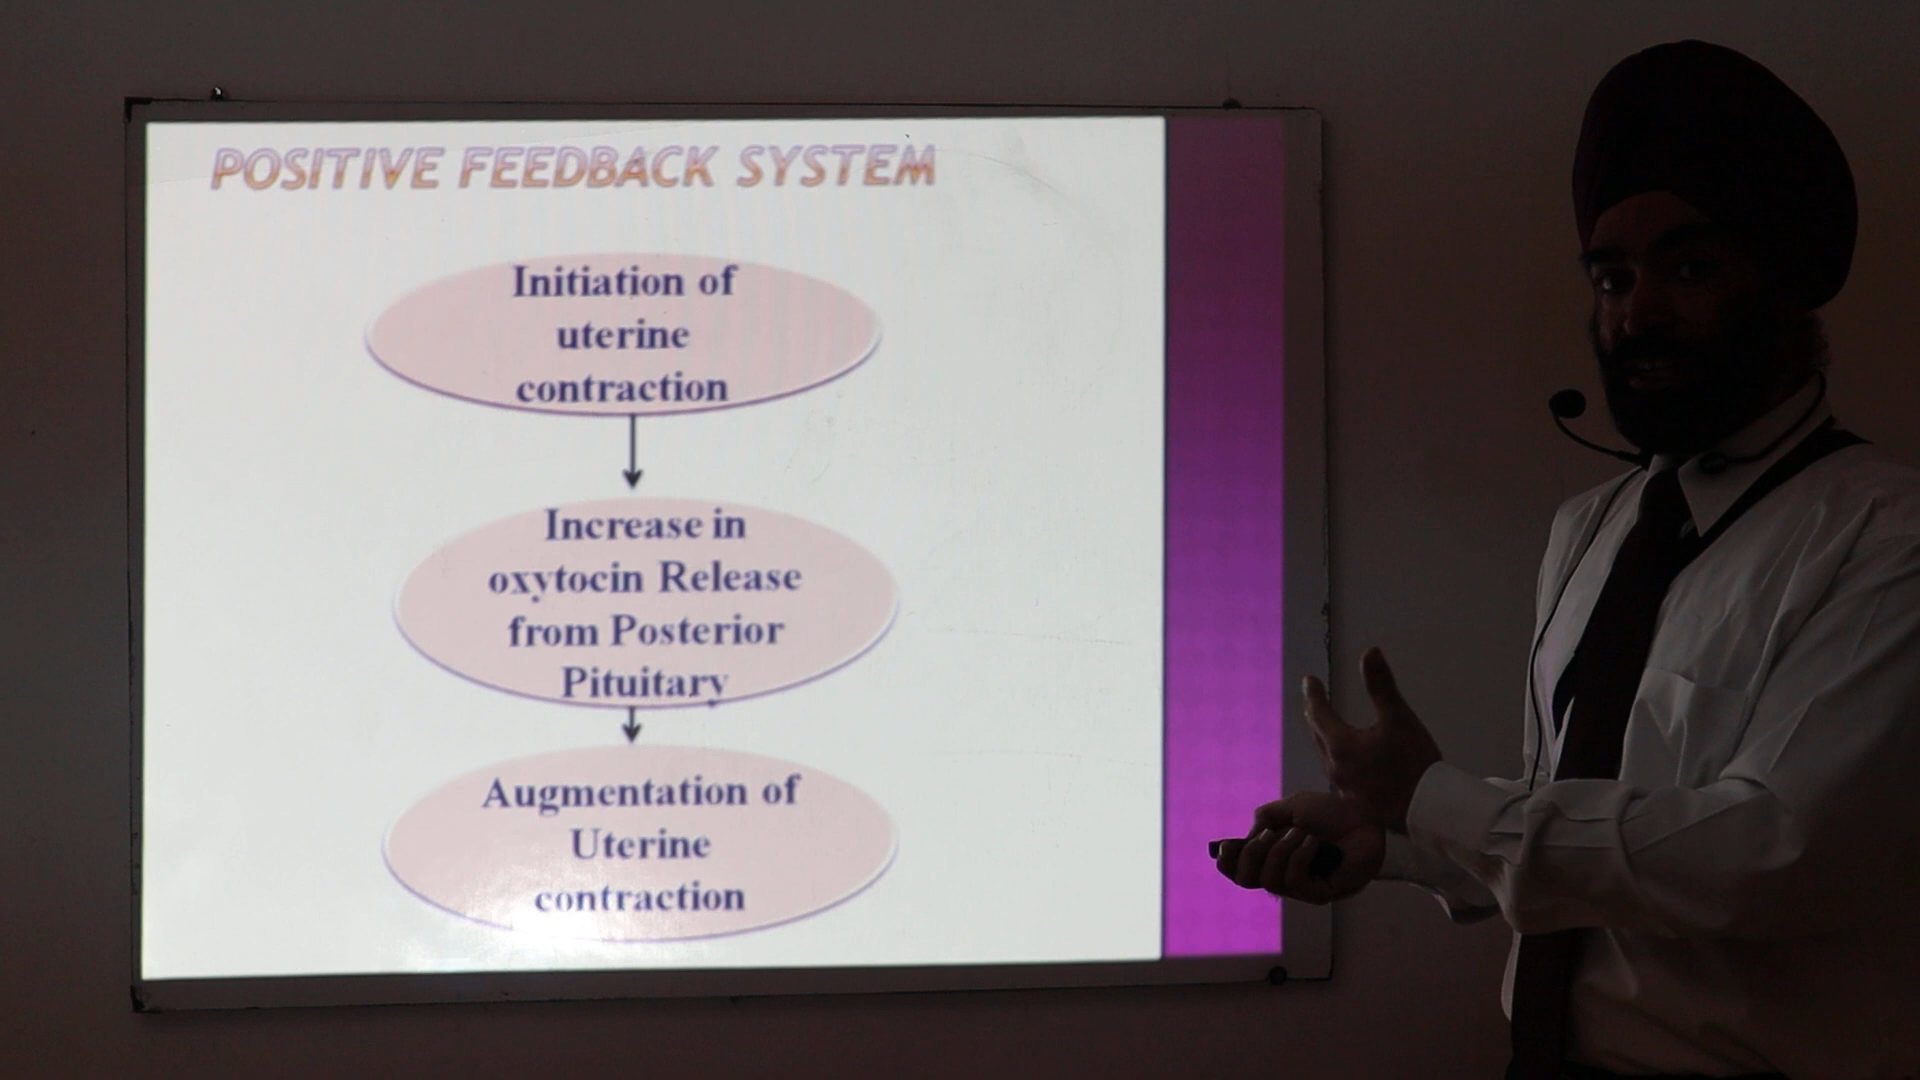 POSITIVE FEEDBACK SYSTEM
Initiation of
uterine
contraction
Increase in
oxytocin Release
from Posterior
Pituitary
Augmentation of
Uterine
contraction